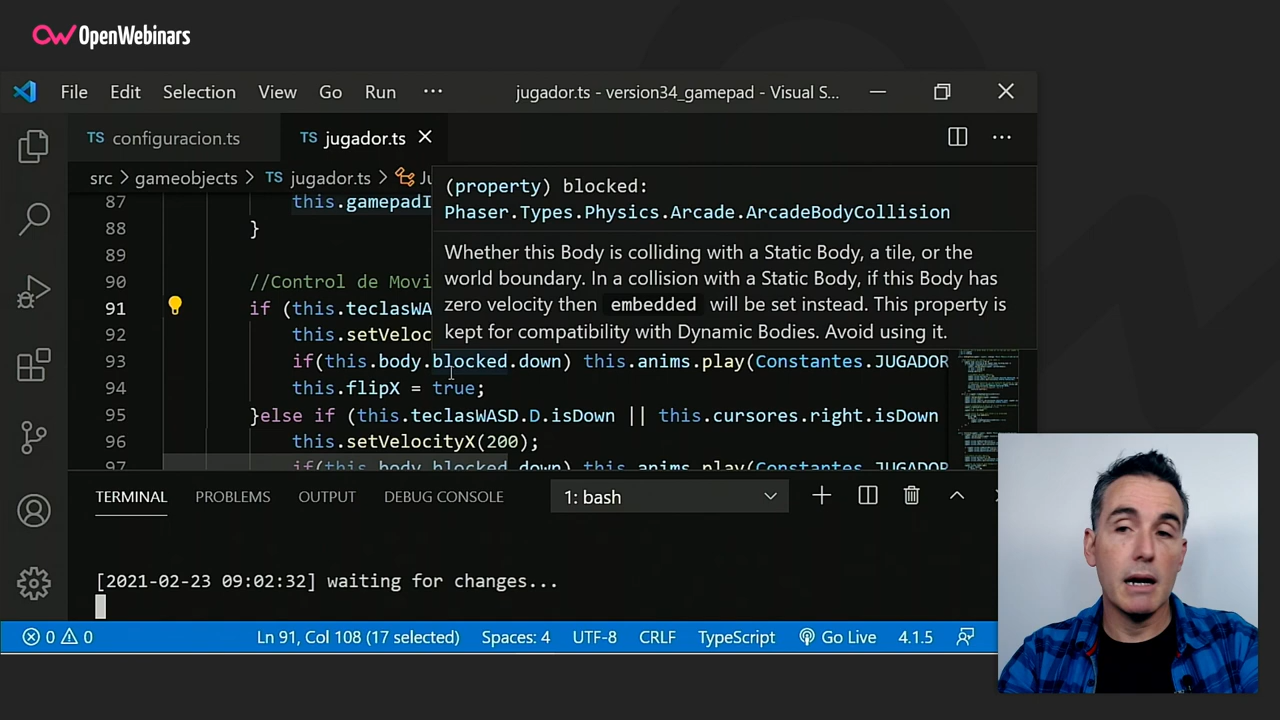 OpenWebinars
File Edit Selection View Go Run ··· jugador.ts - version34_gamepad - Visual S...
TS configuracion.ts TS jugador.ts
src > gameobjects > TS jugador.ts > Ju
(property) blocked:
Phaser.Types.Physics.Arcade.ArcadeBodyCollision
Whether this Body is colliding with a Static Body, a tile, or the
world boundary. In a collision with a Static Body, if this Body has
zero velocity then embedded will be set instead. This property is
kept for compatibility with Dynamic Bodies. Avoid using it.
87 this.gamepadI
88 }
89
90 //Control de Movi
91 if (this.teclasWA
92 this.setVeloc
93 if(this.body.blocked.down) this.anims.play(Constantes.JUGADOR
94 this.flipX = true;
95 }else if (this.teclasWASD.D.isDown || this.cursores.right.isDown
96 this.setVelocityX(200);
97 if(this.body.blocked.down) this.anims.play(Constantes.JUGADOR
TERMINAL PROBLEMS OUTPUT DEBUG CONSOLE 1: bash
[2021-02-23 09:02:32] waiting for changes...
0 0 Ln 91, Col 108 (17 selected) Spaces: 4 UTF-8 CRLF TypeScript Go Live 4.1.5